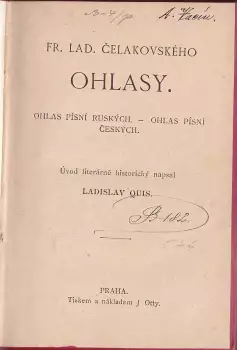 FR. LAD. ČELAKOVSKÉHO
OHLASY.
OHLAS PÍSNÍ RUSKÝCH. — OHLAS PÍSNÍ
ČESKÝCH.
Úvod literárně historický napsal
LADISLAV QUIS.
B 182.
PRAHA.
Tiskem a nákladem J Otty.